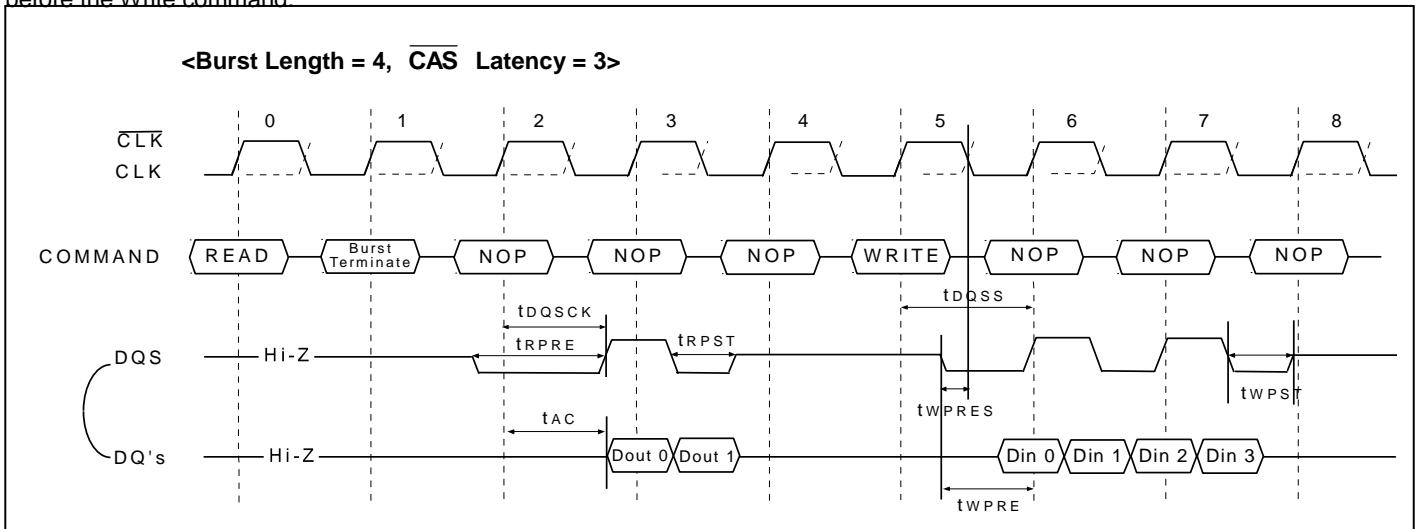 before the Write command.
<Burst Length = 4, CAS Latency = 3>
0 1 2 3 4 5 6 7 8
CLK
CLK
COMMAND READ Burst Terminate NOP NOP NOP WRITE NOP NOP NOP
tDQSS
tDQSCK
tRPRE tRPST
DQS Hi-Z
tWPRES tWPST
tAC
DQ's Hi-Z Dout 0 Dout 1 Din 0 Din 1 Din 2 Din 3
tWPRE